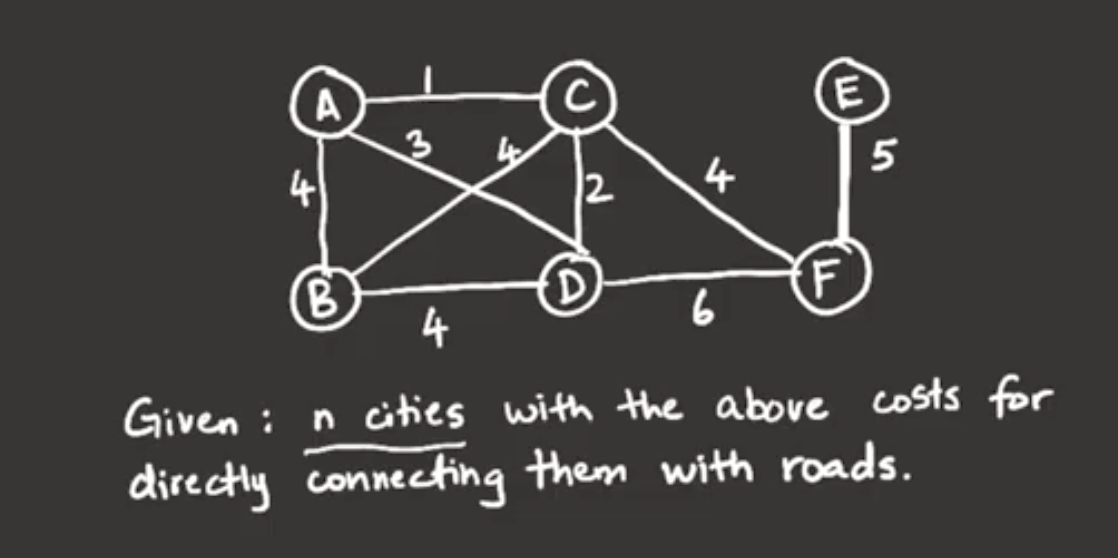 A 1 C E
3 4 5
4 2 4
B D F
4 6
Given : n cities with the above costs for
directly connecting them with roads.